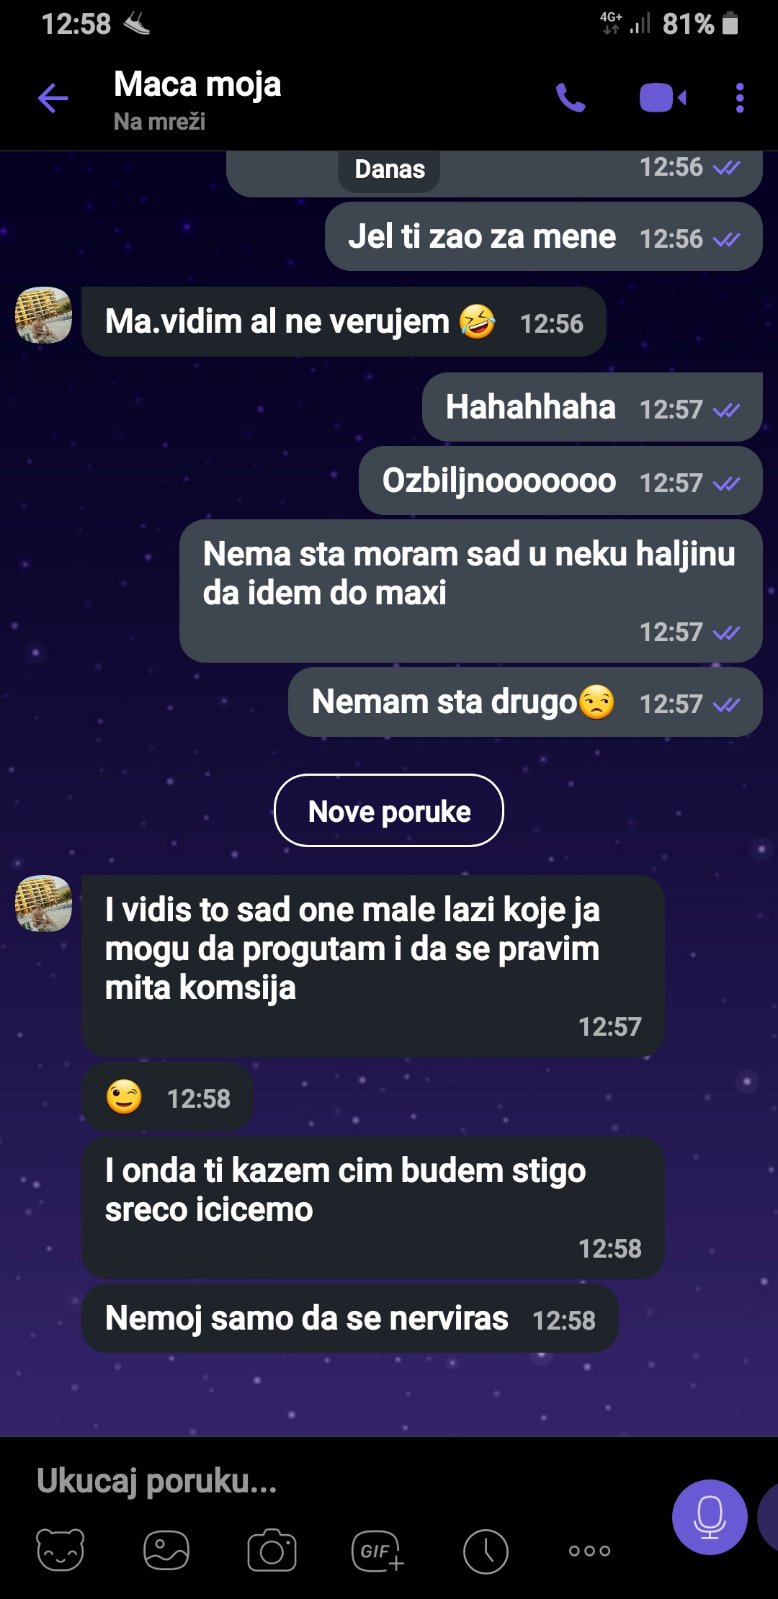 12:58
4G+
81%
Maca moja
Na mreži
Danas
12:56
Jel ti zao za mene 12:56
Ma.vidim al ne verujem 🤣 12:56
Hahahhaha 12:57
Ozbiljnooooooo 12:57
Nema sta moram sad u neku haljinu
da idem do maxi
12:57
Nemam sta drugo😒 12:57
Nove poruke
I vidis to sad one male lazi koje ja
mogu da progutam i da se pravim
mita komsija
12:57
😉 12:58
I onda ti kazem cim budem stigo
sreco icicemo
12:58
Nemoj samo da se nerviras 12:58
Ukucaj poruku...
GIF